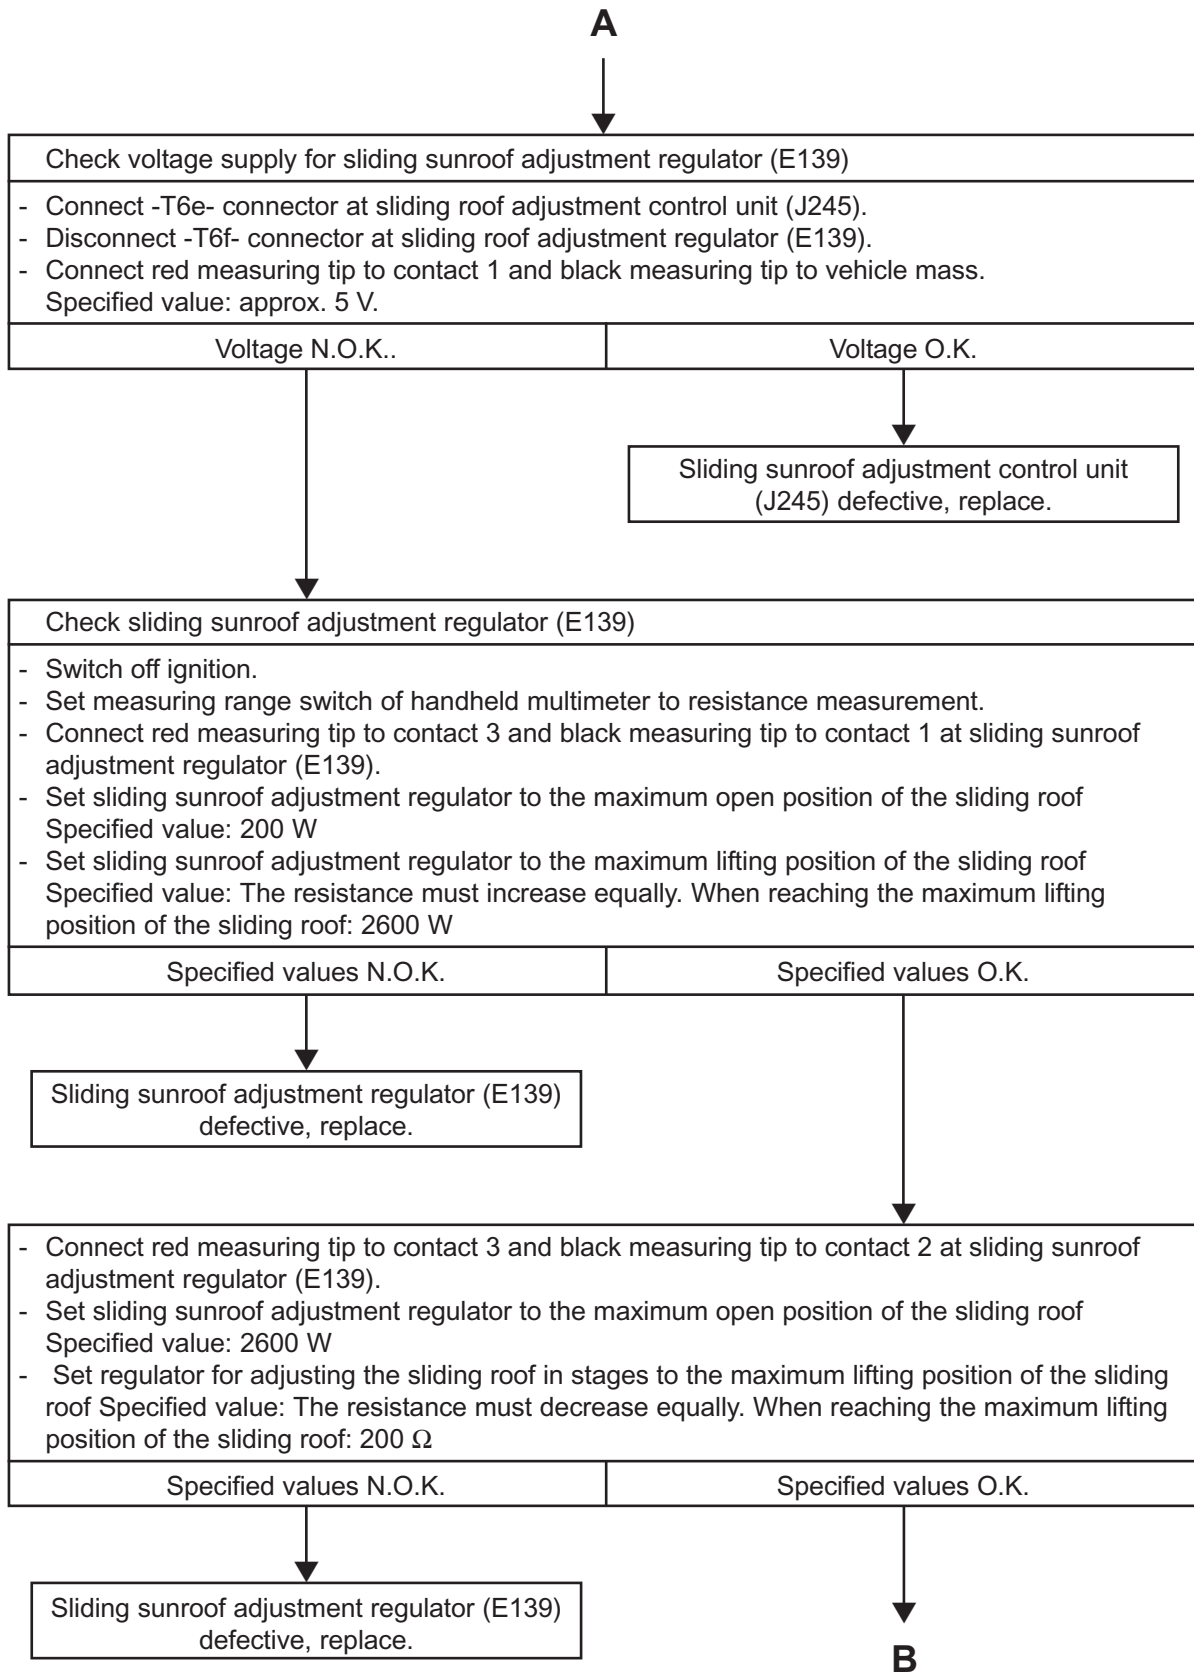 A
Check voltage supply for sliding sunroof adjustment regulator (E139)
- Connect -T6e- connector at sliding roof adjustment control unit (J245).
- Disconnect -T6f- connector at sliding roof adjustment regulator (E139).
- Connect red measuring tip to contact 1 and black measuring tip to vehicle mass.
Specified value: approx. 5 V.
Voltage N.O.K..
Voltage O.K.
Sliding sunroof adjustment control unit
(J245) defective, replace.
Check sliding sunroof adjustment regulator (E139)
- Switch off ignition.
- Set measuring range switch of handheld multimeter to resistance measurement.
- Connect red measuring tip to contact 3 and black measuring tip to contact 1 at sliding sunroof
adjustment regulator (E139).
- Set sliding sunroof adjustment regulator to the maximum open position of the sliding roof
Specified value: 200 W
- Set sliding sunroof adjustment regulator to the maximum lifting position of the sliding roof
Specified value: The resistance must increase equally. When reaching the maximum lifting
position of the sliding roof: 2600 W
Specified values N.O.K.
Specified values O.K.
Sliding sunroof adjustment regulator (E139)
defective, replace.
- Connect red measuring tip to contact 3 and black measuring tip to contact 2 at sliding sunroof
adjustment regulator (E139).
- Set sliding sunroof adjustment regulator to the maximum open position of the sliding roof
Specified value: 2600 W
- Set regulator for adjusting the sliding roof in stages to the maximum lifting position of the sliding
roof Specified value: The resistance must decrease equally. When reaching the maximum lifting
position of the sliding roof: 200 Ω
Specified values N.O.K.
Specified values O.K.
Sliding sunroof adjustment regulator (E139)
defective, replace.
B